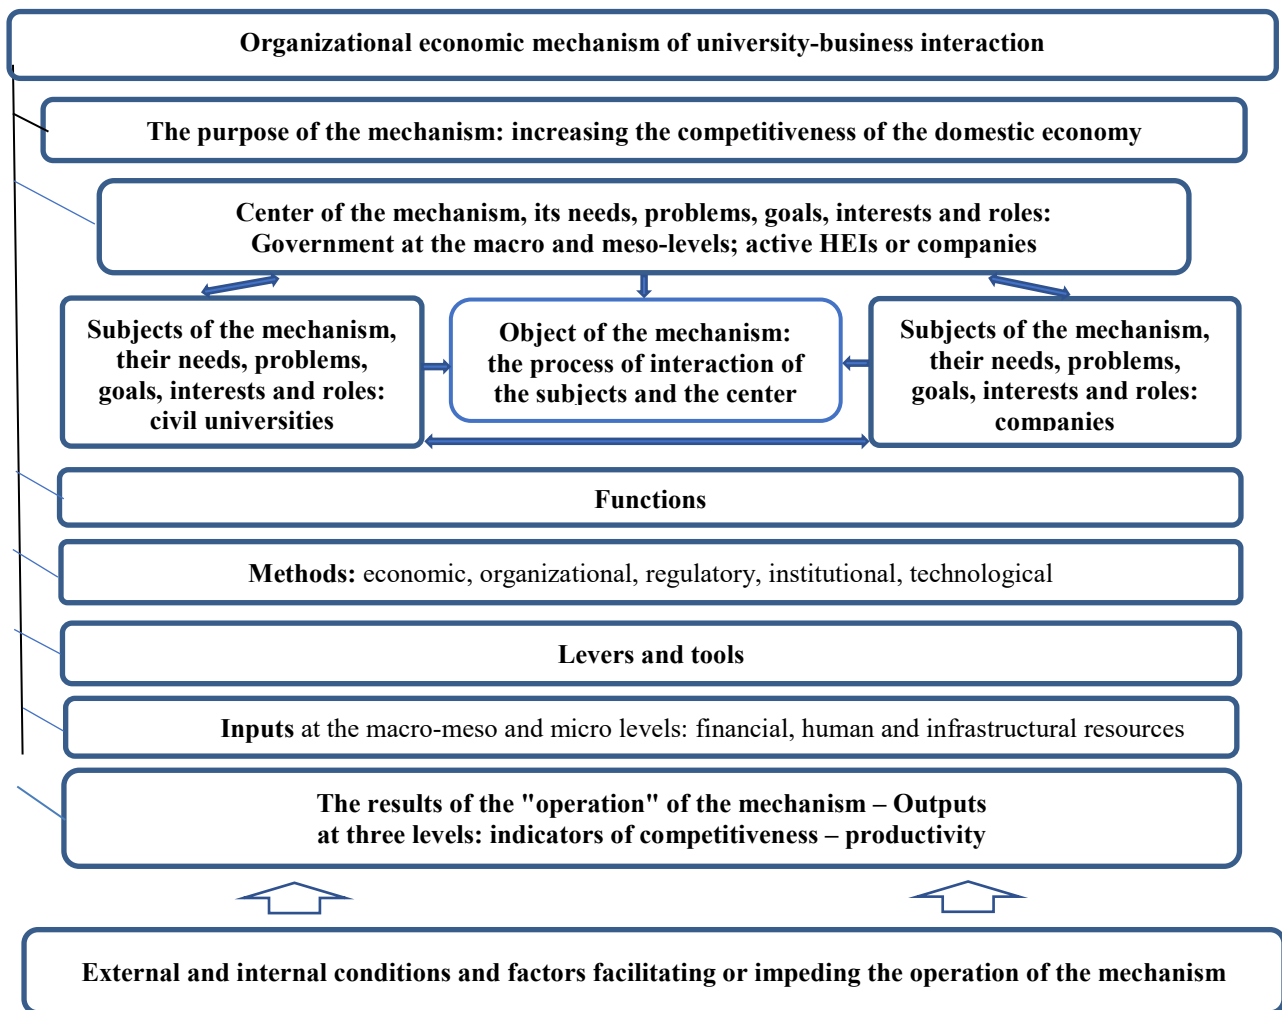 Organizational economic mechanism of university-business interaction
The purpose of the mechanism: increasing the competitiveness of the domestic economy
Center of the mechanism, its needs, problems, goals, interests and roles:
Government at the macro and meso-levels; active HEIs or companies
Subjects of the mechanism,
their needs, problems,
goals, interests and roles:
civil universities
Object of the mechanism:
the process of interaction of
the subjects and the center
Subjects of the mechanism,
their needs, problems,
goals, interests and roles:
companies
Functions
Methods: economic, organizational, regulatory, institutional, technological
Levers and tools
Inputs at the macro-meso and micro levels: financial, human and infrastructural resources
The results of the "operation" of the mechanism – Outputs
at three levels: indicators of competitiveness – productivity
External and internal conditions and factors facilitating or impeding the operation of the mechanism